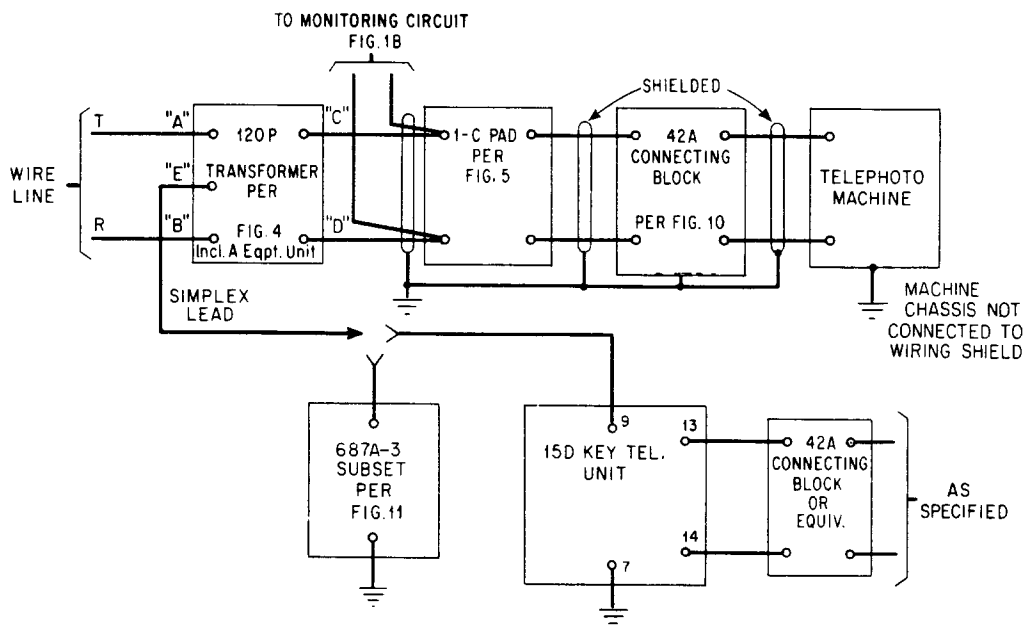 TO MONITORING CIRCUIT
FIG.1B
SHIELDED
T
"A"
120P
"C"
1-C PAD
PER
FIG. 5
42A
CONNECTING
BLOCK
PER FIG. 10
TELEPHOTO
MACHINE
WIRE
LINE
"E"
TRANSFORMER
PER
R
"B"
FIG. 4
Incl. A Eqpt. Unit
"D"
SIMPLEX
LEAD
MACHINE
CHASSIS NOT
CONNECTED TO
WIRING SHIELD
687A-3
SUBSET
PER
FIG.11
9
13
15D KEY TEL.
UNIT
14
7
42A
CONNECTING
BLOCK
OR
EQUIV.
AS
SPECIFIED